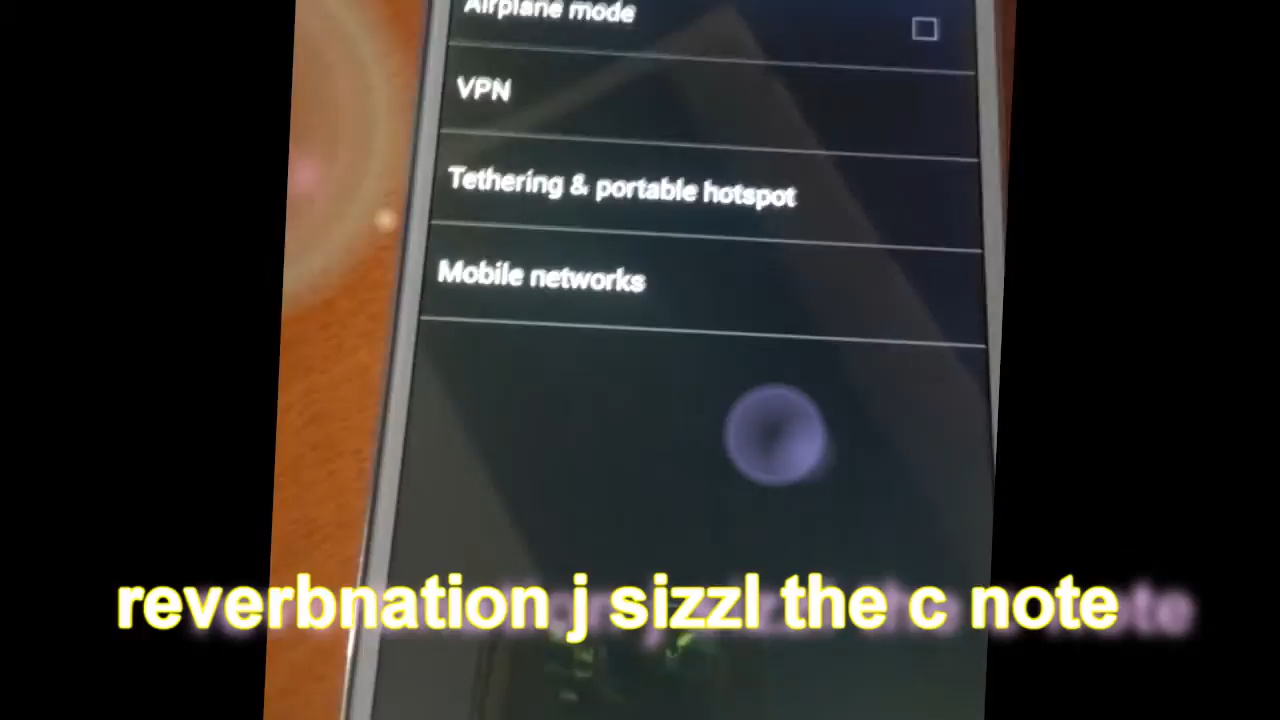 Airplane mode
VPN
Tethering & portable hotspot
Mobile networks
reverbnation j sizzl the c note